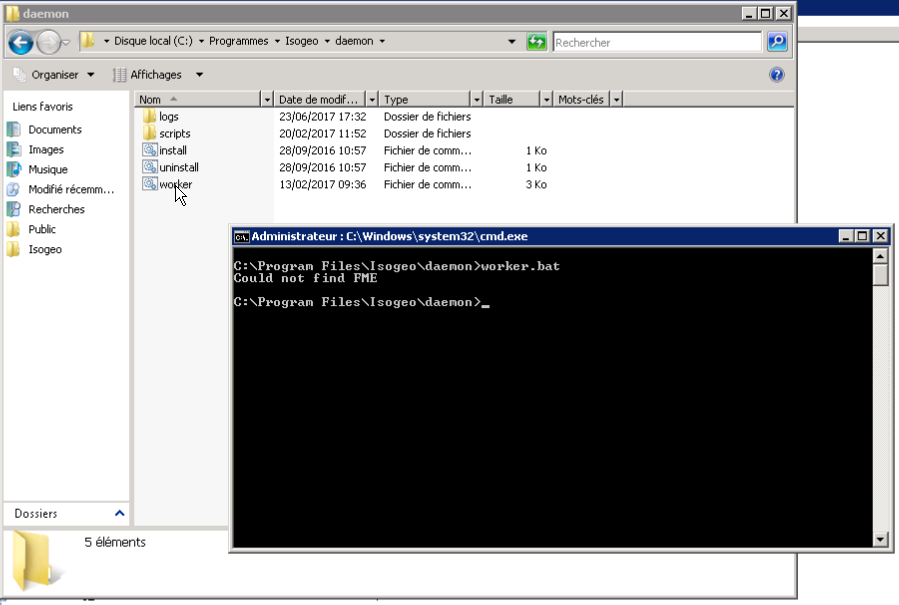 daemon
Disque local (C:) Programmes Isogeo daemon
Rechercher
Organiser Affichages
Liens favoris
Documents
Images
Musique
Modifié récemm...
Recherches
Public
Isogeo
Nom Date de modif... Type Taille Mots-clés
logs 23/06/2017 17:32 Dossier de fichiers
scripts 20/02/2017 11:52 Dossier de fichiers
install 28/09/2016 10:57 Fichier de comm... 1 Ko
uninstall 28/09/2016 10:57 Fichier de comm... 1 Ko
worker 13/02/2017 09:36 Fichier de comm... 3 Ko
Administrateur : C:\Windows\system32\cmd.exe
C:\Program Files\Isogeo\daemon>worker.bat
Could not find FME
C:\Program Files\Isogeo\daemon>_
Dossiers
5 éléments